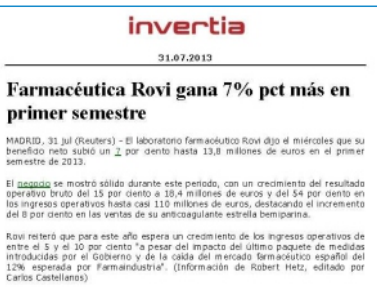 invertia
31.07.2013
Farmacéutica Rovi gana 7% pct más en
primer semestre
MADRID, 31 jul (Reuters) - El laboratorio farmacéutico Rovi dijo el miércoles que su
beneficio neto subió un 7 por ciento hasta 13,8 millones de euros en el primer
semestre de 2013.
El negocio se mostró sólido durante este periodo, con un crecimiento del resultado
operativo bruto del 15 por ciento a 18,4 millones de euros y del 54 por ciento en
los ingresos operativos hasta casi 110 millones de euros, destacando el incremento
del 8 por ciento en las ventas de su anticoagulante estrella bemiparina.
Rovi reiteró que para este año espera un crecimiento de los ingresos operativos de
entre el 5 y el 10 por ciento "a pesar del impacto del último paquete de medidas
introducidas por el Gobierno y de la caída del mercado farmacéutico español del
12% esperada por Farmaindustria". (Información de Robert Hetz, editado por
Carlos Castellanos)